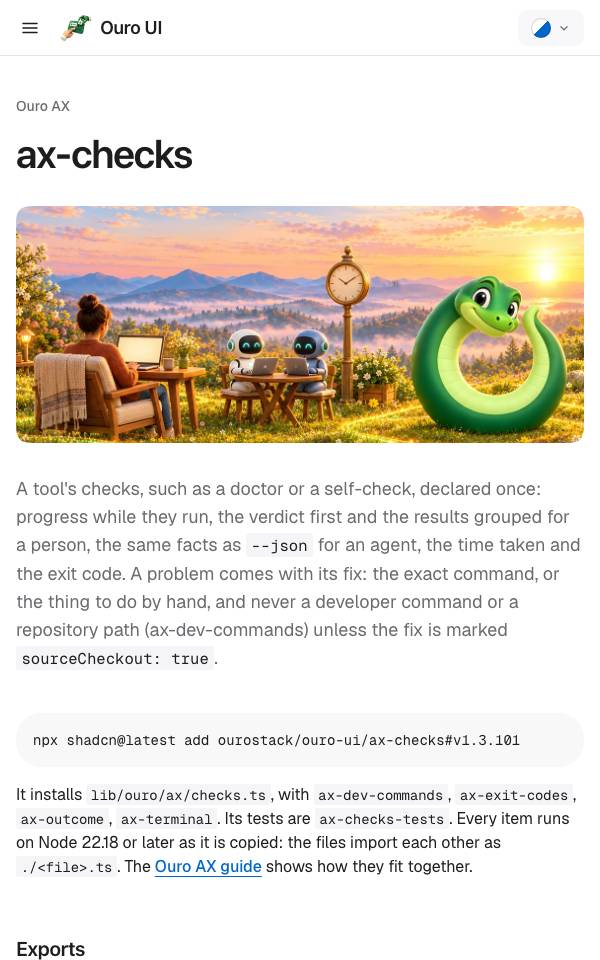 Ouro UI
Ouro AX
ax-checks
A tool's checks, such as a doctor or a self-check, declared once:
progress while they run, the verdict first and the results grouped for
a person, the same facts as --json for an agent, the time taken and
the exit code. A problem comes with its fix: the exact command, or
the thing to do by hand, and never a developer command or a
repository path (ax-dev-commands) unless the fix is marked
sourceCheckout: true.
npx shadcn@latest add ourostack/ouro-ui/ax-checks#v1.3.101
It installs lib/ouro/ax/checks.ts, with ax-dev-commands, ax-exit-codes,
ax-outcome, ax-terminal. Its tests are ax-checks-tests. Every item runs
on Node 22.18 or later as it is copied: the files import each other as
./<file>.ts. The Ouro AX guide shows how they fit together.
Exports